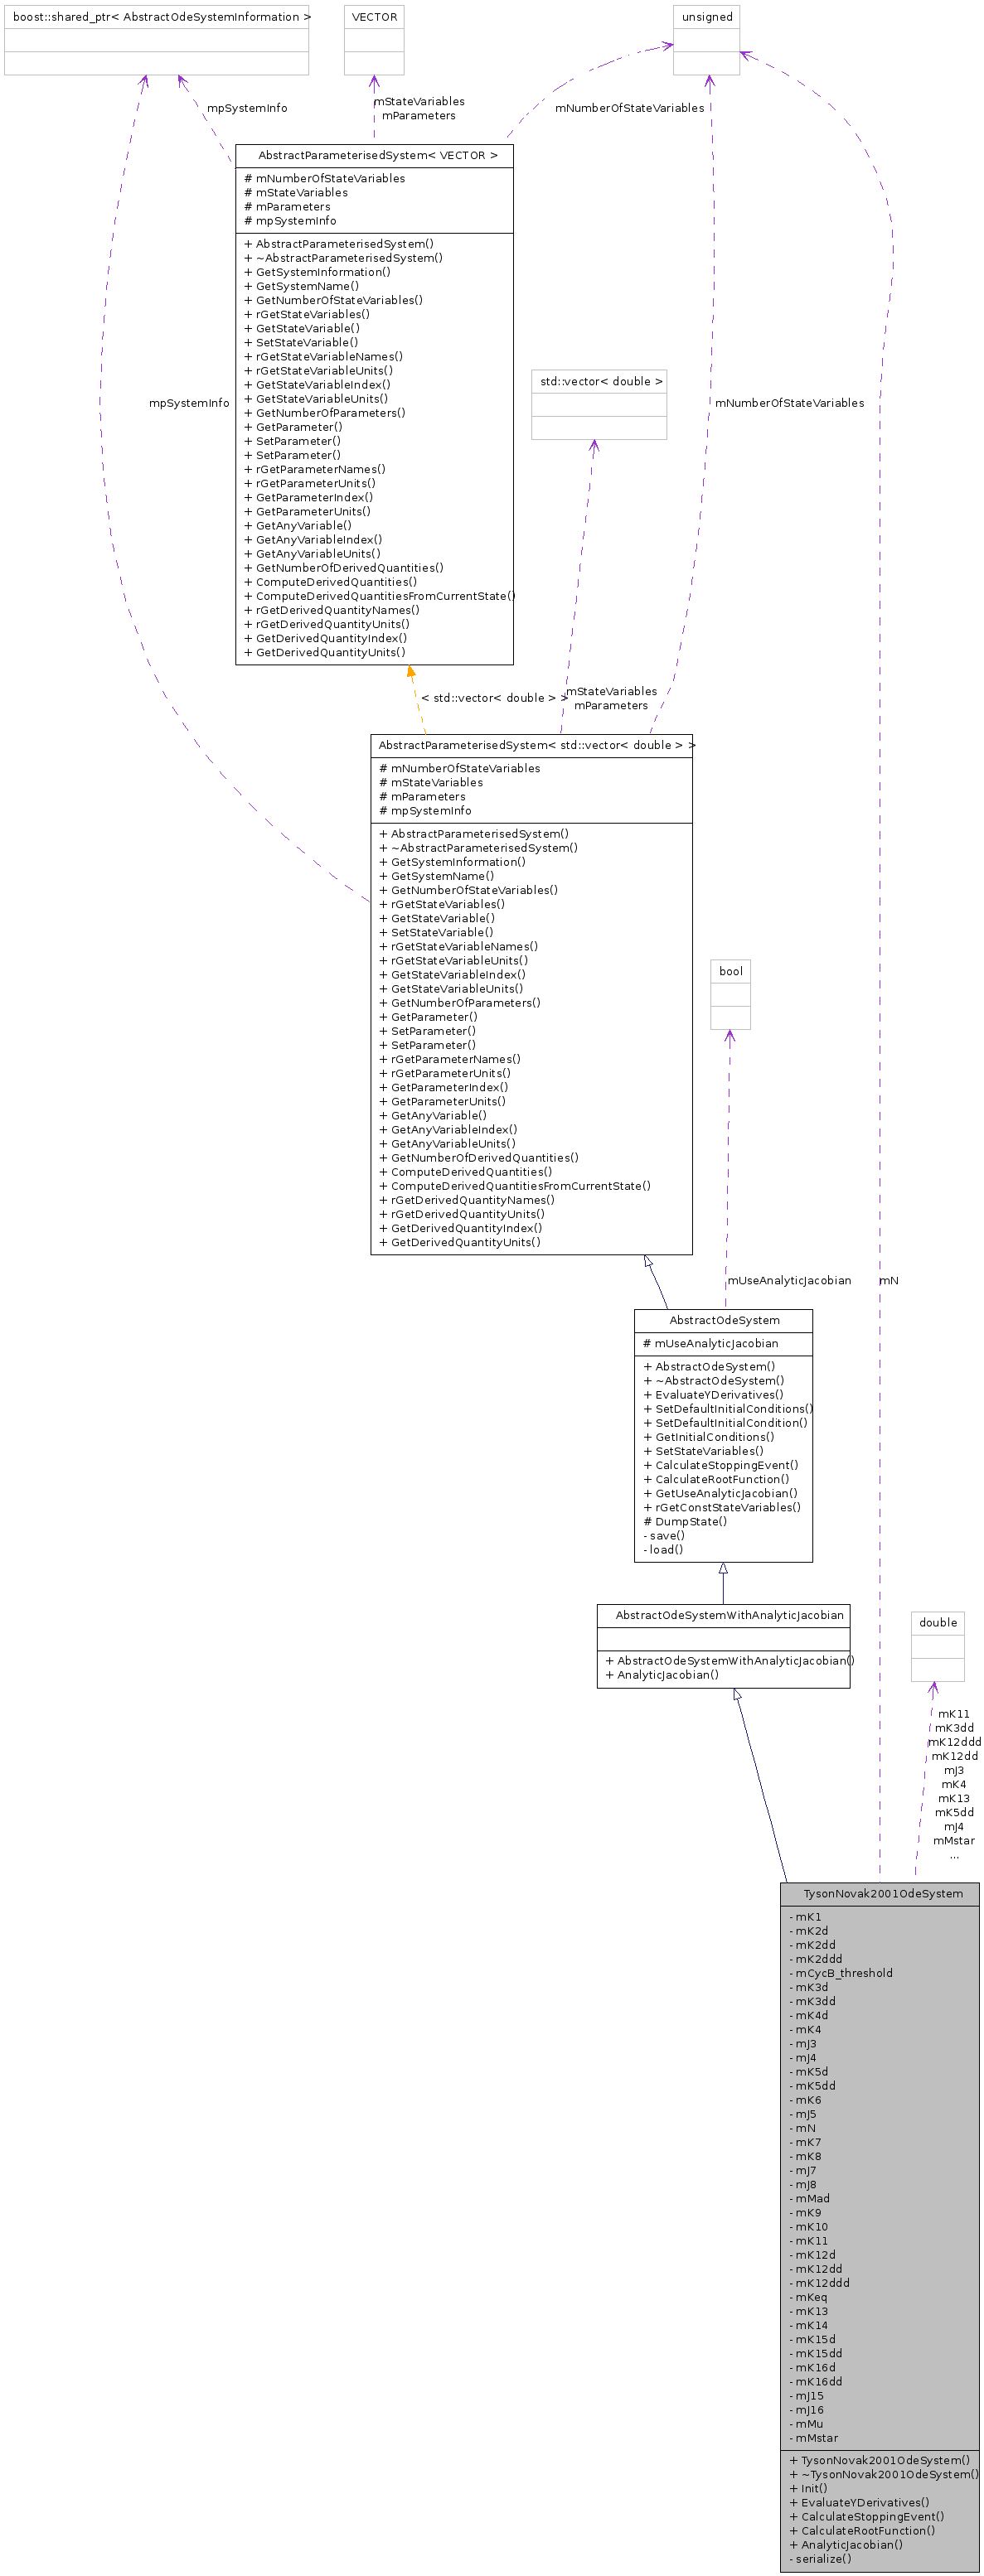 boost::shared_ptr< AbstractOdeSystemInformation >
VECTOR
unsigned
mpSystemInfo
mStateVariables
mParameters
mNumberOfStateVariables
AbstractParameterisedSystem< VECTOR >
# mNumberOfStateVariables
# mStateVariables
# mParameters
# mpSystemInfo
+ AbstractParameterisedSystem()
+ ~AbstractParameterisedSystem()
+ GetSystemInformation()
+ GetSystemName()
+ GetNumberOfStateVariables()
+ rGetStateVariables()
+ GetStateVariable()
+ SetStateVariable()
+ rGetStateVariableNames()
+ rGetStateVariableUnits()
+ GetStateVariableIndex()
+ GetStateVariableUnits()
+ GetNumberOfParameters()
+ GetParameter()
+ SetParameter()
+ SetParameter()
+ rGetParameterNames()
+ rGetParameterUnits()
+ GetParameterIndex()
+ GetParameterUnits()
+ GetAnyVariable()
+ GetAnyVariableIndex()
+ GetAnyVariableUnits()
+ GetNumberOfDerivedQuantities()
+ ComputeDerivedQuantities()
+ ComputeDerivedQuantitiesFromCurrentState()
+ rGetDerivedQuantityNames()
+ rGetDerivedQuantityUnits()
+ GetDerivedQuantityIndex()
+ GetDerivedQuantityUnits()
std::vector< double >
mpSystemInfo
mNumberOfStateVariables
< std::vector< double > >
mStateVariables
mParameters
AbstractParameterisedSystem< std::vector< double > >
# mNumberOfStateVariables
# mStateVariables
# mParameters
# mpSystemInfo
+ AbstractParameterisedSystem()
+ ~AbstractParameterisedSystem()
+ GetSystemInformation()
+ GetSystemName()
+ GetNumberOfStateVariables()
+ rGetStateVariables()
+ GetStateVariable()
+ SetStateVariable()
+ rGetStateVariableNames()
+ rGetStateVariableUnits()
+ GetStateVariableIndex()
+ GetStateVariableUnits()
+ GetNumberOfParameters()
+ GetParameter()
+ SetParameter()
+ SetParameter()
+ rGetParameterNames()
+ rGetParameterUnits()
+ GetParameterIndex()
+ GetParameterUnits()
+ GetAnyVariable()
+ GetAnyVariableIndex()
+ GetAnyVariableUnits()
+ GetNumberOfDerivedQuantities()
+ ComputeDerivedQuantities()
+ ComputeDerivedQuantitiesFromCurrentState()
+ rGetDerivedQuantityNames()
+ rGetDerivedQuantityUnits()
+ GetDerivedQuantityIndex()
+ GetDerivedQuantityUnits()
bool
mUseAnalyticJacobian
mN
AbstractOdeSystem
# mUseAnalyticJacobian
+ AbstractOdeSystem()
+ ~AbstractOdeSystem()
+ EvaluateYDerivatives()
+ SetDefaultInitialConditions()
+ SetDefaultInitialCondition()
+ GetInitialConditions()
+ SetStateVariables()
+ CalculateStoppingEvent()
+ CalculateRootFunction()
+ GetUseAnalyticJacobian()
+ rGetConstStateVariables()
# DumpState()
- save()
- load()
AbstractOdeSystemWithAnalyticJacobian
+ AbstractOdeSystemWithAnalyticJacobian()
+ AnalyticJacobian()
double
mK11
mK3dd
mK12ddd
mK12dd
mJ3
mK4
mK13
mK5dd
mJ4
mMstar
...
TysonNovak2001OdeSystem
- mK1
- mK2d
- mK2dd
- mK2ddd
- mCycB_threshold
- mK3d
- mK3dd
- mK4d
- mK4
- mJ3
- mJ4
- mK5d
- mK5dd
- mK6
- mJ5
- mN
- mK7
- mK8
- mJ7
- mJ8
- mMad
- mK9
- mK10
- mK11
- mK12d
- mK12dd
- mK12ddd
- mKeq
- mK13
- mK14
- mK15d
- mK15dd
- mK16d
- mK16dd
- mJ15
- mJ16
- mMu
- mMstar
+ TysonNovak2001OdeSystem()
+ ~TysonNovak2001OdeSystem()
+ Init()
+ EvaluateYDerivatives()
+ CalculateStoppingEvent()
+ CalculateRootFunction()
+ AnalyticJacobian()
- serialize()